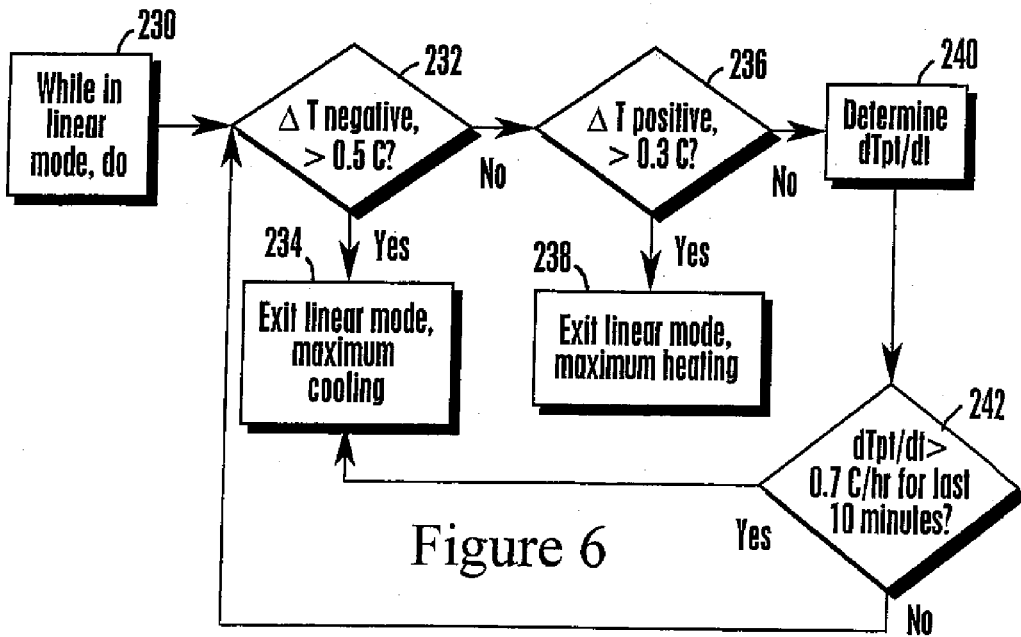 230
While in
linear
mode, do
232
Δ T negative,
> 0.5 C?
No
Yes
234
Exit linear mode,
maximum
cooling
236
Δ T positive,
> 0.3 C?
No
Yes
238
Exit linear mode,
maximum heating
240
Determine
dTpt/dt
242
dTpt/dt>
0.7 C/hr for last
10 minutes?
Yes
No
Figure 6